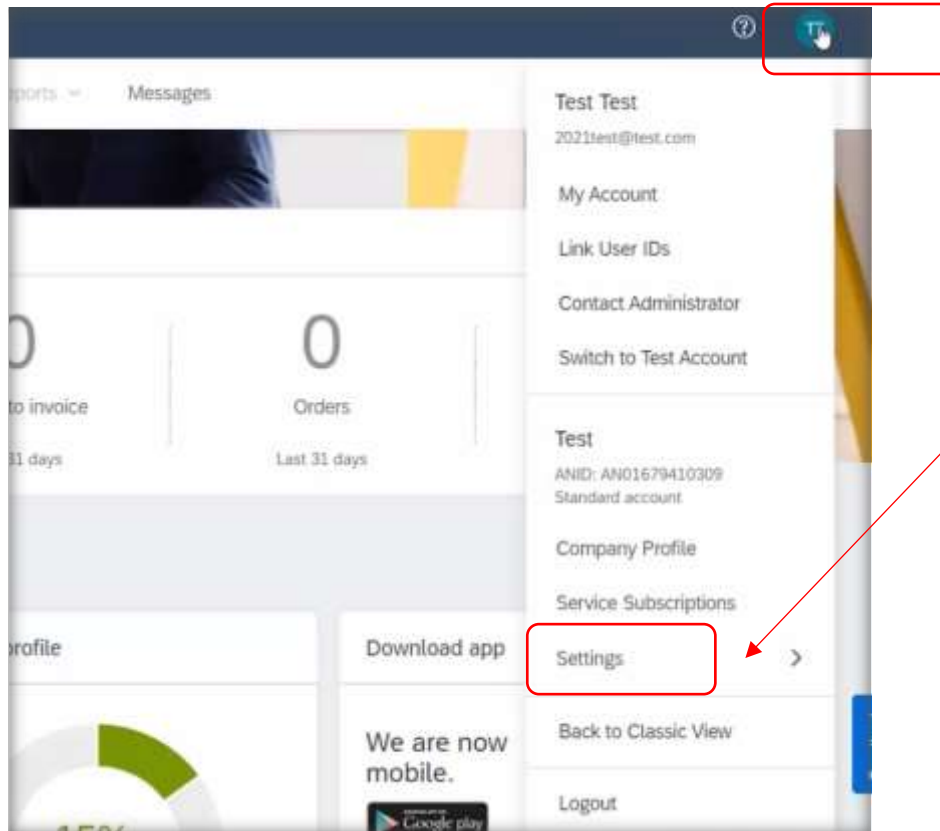 TT
Messages
Test Test
2021test@test.com
My Account
Link User IDs
Contact Administrator
Switch to Test Account
0
0
to invoice
Orders
31 days
Last 31 days
Test
ANID: AN01679410309
Standard account
Company Profile
Service Subscriptions
profile
Download app
Settings
We are now
mobile.
Back to Classic View
Google play
Logout
15%